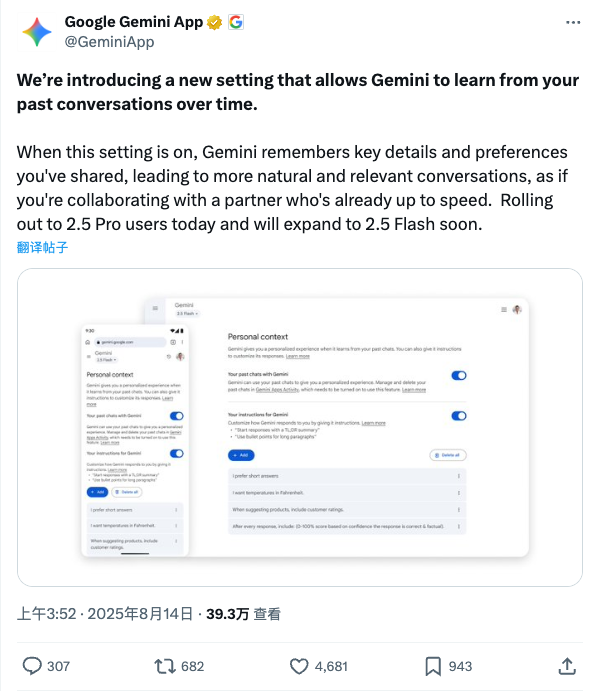 Google Gemini App
@GeminiApp
We're introducing a new setting that allows Gemini to learn from your
past conversations over time.
When this setting is on, Gemini remembers key details and preferences
you've shared, leading to more natural and relevant conversations, as if
you're collaborating with a partner who's already up to speed.  Rolling
out to 2.5 Pro users today and will expand to 2.5 Flash soon.
翻译帖子
9:30
gemini.google.com
Gemini
2.5 Flash
Personal context
Gemini gives you a personalized experience when
it learns from your past chats. You can also give it
instructions to customize its responses. Learn
more
Your past chats with Gemini
Gemini can use your past chats to give you a personalized
experience. Manage and delete your past chats in Gemini
Apps Activity, which needs to be turned on to use this
feature. Learn more
Your instructions for Gemini
Customize how Gemini responds to you by giving it
instructions. Learn more
• "Start responses with a TL;DR summary"
• "Use bullet points for long paragraphs"
+ Add
Delete all
I prefer short answers
I want temperatures in Fahrenheit.
When suggesting products, include
customer ratings.
Gemini
2.5 Flash
Personal context
Gemini gives you a personalized experience when it learns from your past chats. You can also give it instructions
to customize its responses. Learn more
Your past chats with Gemini
Gemini can use your past chats to give you a personalized experience. Manage and delete your
past chats in Gemini Apps Activity, which needs to be turned on to use this feature. Learn more
Your instructions for Gemini
Customize how Gemini responds to you by giving it instructions. Learn more
• "Start responses with a TL;DR summary"
• "Use bullet points for long paragraphs"
+ Add
Delete all
I prefer short answers
I want temperatures in Fahrenheit.
When suggesting products, include customer ratings.
After every response, include: (0-100% score based on confidence the response is correct & factual).
上午3:52 · 2025年8月14日 · 39.3万 查看
307
682
4,681
943